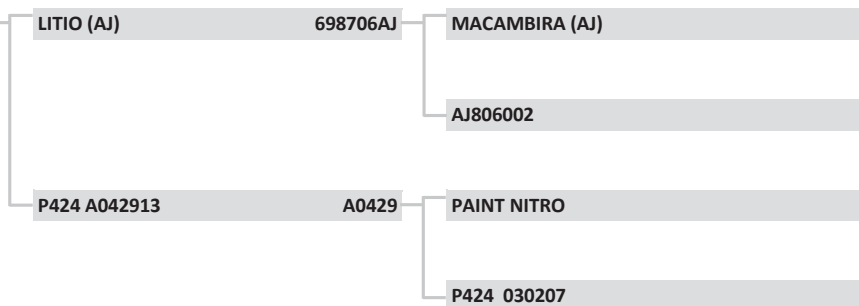 LITIO (AJ) 698706AJ MACAMBIRA (AJ)
AJ806002
P424 A042913 A0429 PAINT NITRO
P424 030207